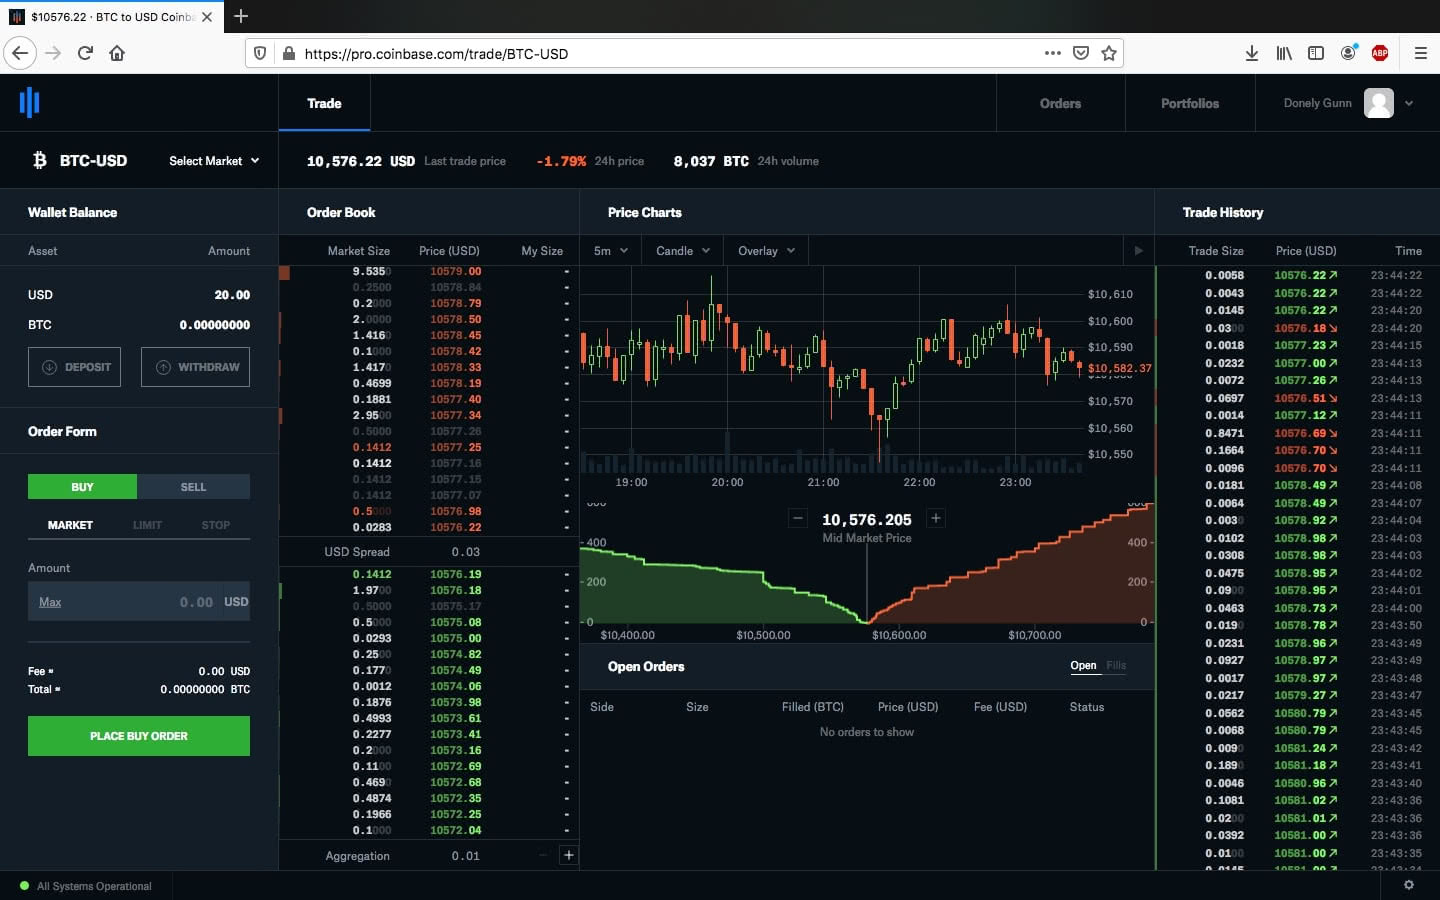 $10576.22 · BTC to USD Coinba
https://pro.coinbase.com/trade/BTC-USD
ABP
Trade
Orders
Portfolios
Donely Gunn
BTC-USD
Select Market
10,576.22 USD Last trade price
-1.79% 24h price
8,037 BTC 24h volume
Wallet Balance
Asset Amount
USD 20.00
BTC 0.00000000
DEPOSIT
WITHDRAW
Order Form
BUY
SELL
MARKET LIMIT STOP
Amount
Max 0.00 USD
Fee ≈ 0.00 USD
Total ≈ 0.00000000 BTC
PLACE BUY ORDER
Order Book
Market Size Price (USD) My Size
9.5350 10579.00 -
0.2500 10578.84 -
0.2000 10578.79 -
2.0000 10578.50 -
1.4160 10578.45 -
0.1000 10578.42 -
1.4170 10578.33 -
0.4699 10578.19 -
0.1881 10577.40 -
2.9500 10577.34 -
0.5000 10577.26 -
0.1412 10577.25 -
0.1412 10577.16 -
0.1412 10577.15 -
0.1412 10577.07 -
0.5000 10576.98 -
0.0283 10576.22 -
USD Spread 0.03
0.1412 10576.19 -
1.9700 10576.18 -
0.5000 10575.17 -
0.5000 10575.08 -
0.0293 10575.00 -
0.2500 10574.82 -
0.1770 10574.49 -
0.0012 10574.06 -
0.1876 10573.98 -
0.4993 10573.61 -
0.2277 10573.41 -
0.2000 10573.16 -
0.1100 10572.69 -
0.4690 10572.68 -
0.4874 10572.35 -
0.1966 10572.25 -
0.1000 10572.04 -
Aggregation 0.01 - +
Price Charts
5m Candle Overlay
$10,610
$10,600
$10,590
$10,582.37
$10,570
$10,560
$10,550
19:00 20:00 21:00 22:00 23:00
- 10,576.205 +
Mid Market Price
400 400
200 200
0 0
$10,400.00 $10,500.00 $10,600.00 $10,700.00
Open Orders
Open Fills
Side Size Filled (BTC) Price (USD) Fee (USD) Status
No orders to show
Trade History
Trade Size Price (USD) Time
0.0058 10576.22↗ 23:44:22
0.0043 10576.22↗ 23:44:22
0.0145 10576.22↗ 23:44:20
0.0300 10576.18↘ 23:44:20
0.0018 10577.23↗ 23:44:15
0.0232 10577.00↗ 23:44:13
0.0072 10577.26↗ 23:44:13
0.0697 10576.51↘ 23:44:13
0.0014 10577.12↗ 23:44:11
0.8471 10576.69↘ 23:44:11
0.1664 10576.70↘ 23:44:11
0.0096 10576.70↘ 23:44:11
0.0181 10578.49↗ 23:44:08
0.0064 10578.49↗ 23:44:07
0.0030 10578.92↗ 23:44:04
0.0102 10578.98↗ 23:44:03
0.0308 10578.98↗ 23:44:03
0.0475 10578.95↗ 23:44:02
0.0900 10578.95↗ 23:44:01
0.0463 10578.73↗ 23:44:00
0.0190 10578.78↗ 23:43:50
0.0231 10578.96↗ 23:43:49
0.0927 10578.97↗ 23:43:49
0.0017 10578.97↗ 23:43:48
0.0217 10579.27↗ 23:43:47
0.0562 10580.79↗ 23:43:45
0.0068 10580.79↗ 23:43:45
0.0090 10581.24↗ 23:43:42
0.1890 10581.18↗ 23:43:41
0.0046 10580.96↗ 23:43:40
0.1081 10581.02↗ 23:43:36
0.0200 10581.01↗ 23:43:36
0.0392 10581.00↗ 23:43:36
0.0100 10581.00↗ 23:43:35
All Systems Operational